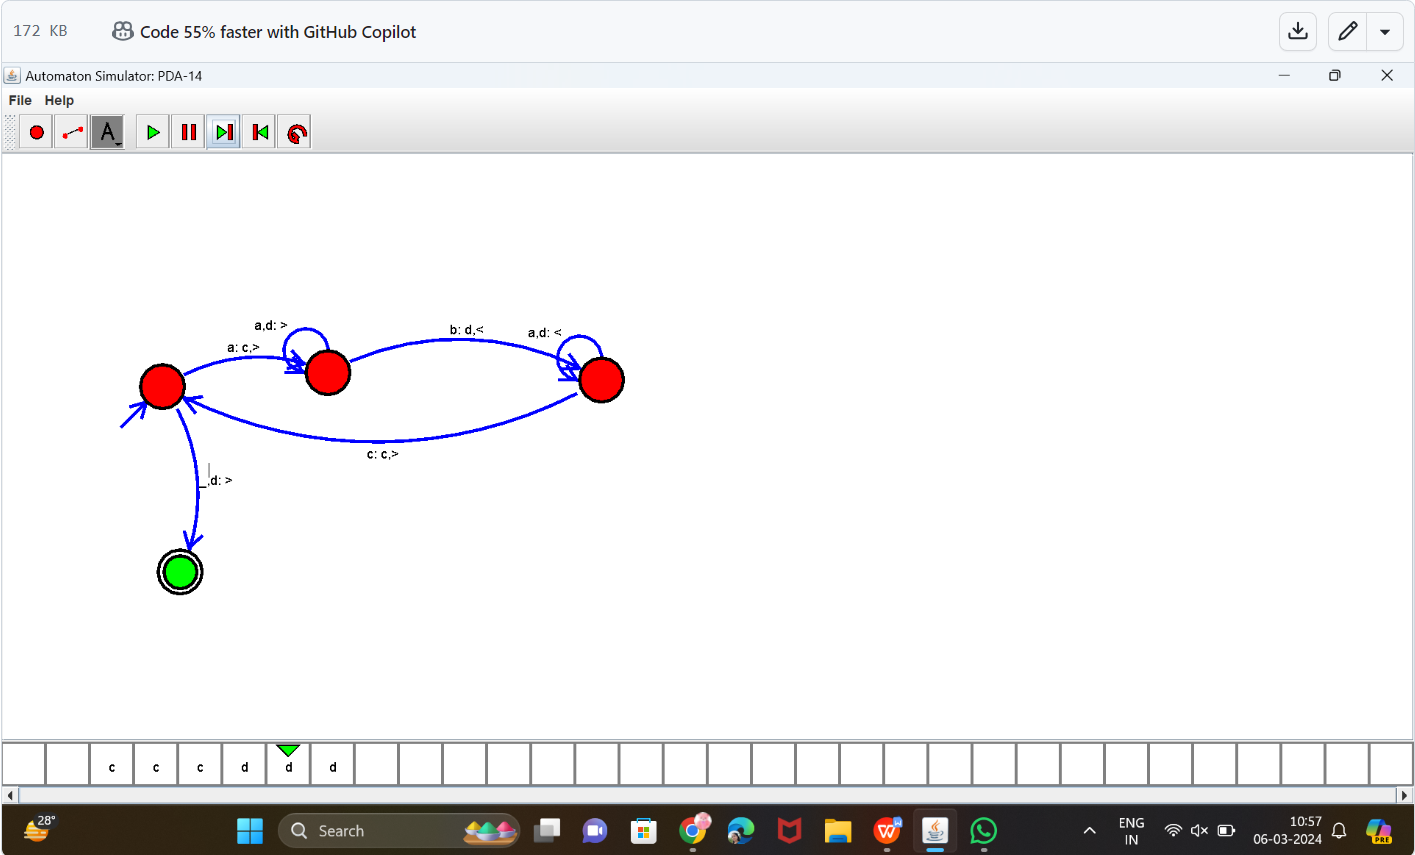 172 KB
Code 55% faster with GitHub Copilot
Automaton Simulator: PDA-14
File Help
A
a,d: >
a: c,>
b: d,<
a,d: <
c: c,>
_,d: >
c c c d d d
28°
Search
W
PRE
ENG
IN
10:57
06-03-2024